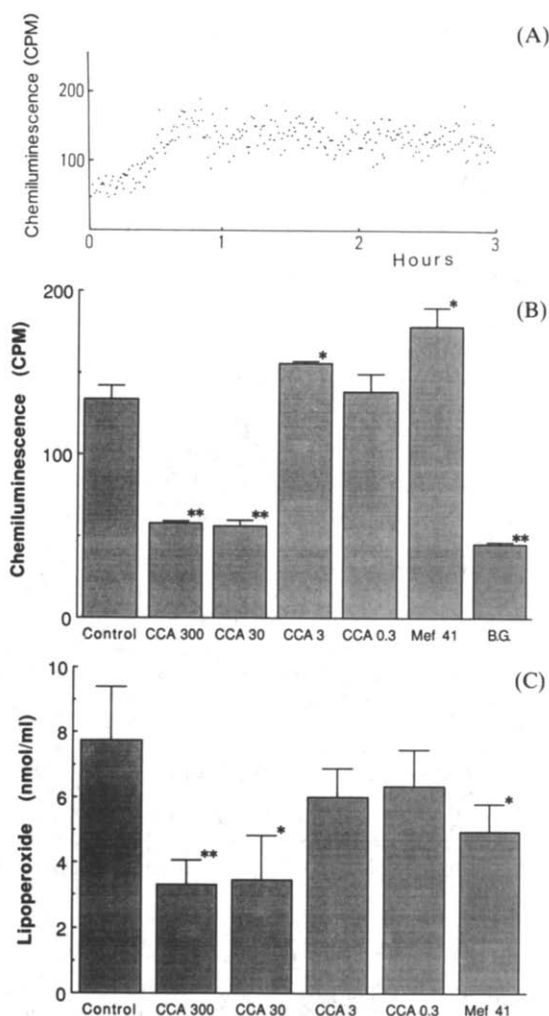 (A)
Chemiluminescence (CPM)
200
100
0
0 1 2 3
Hours
(B)
Chemiluminescence (CPM)
200
100
0
* * *
** ** **
Control CCA 300 CCA 30 CCA 3 CCA 0.3 Mef 41 B.G.
(C)
Lipoperoxide (nmol/ml)
10
8
6
4
2
0
** * *
Control CCA 300 CCA 30 CCA 3 CCA 0.3 Mef 41